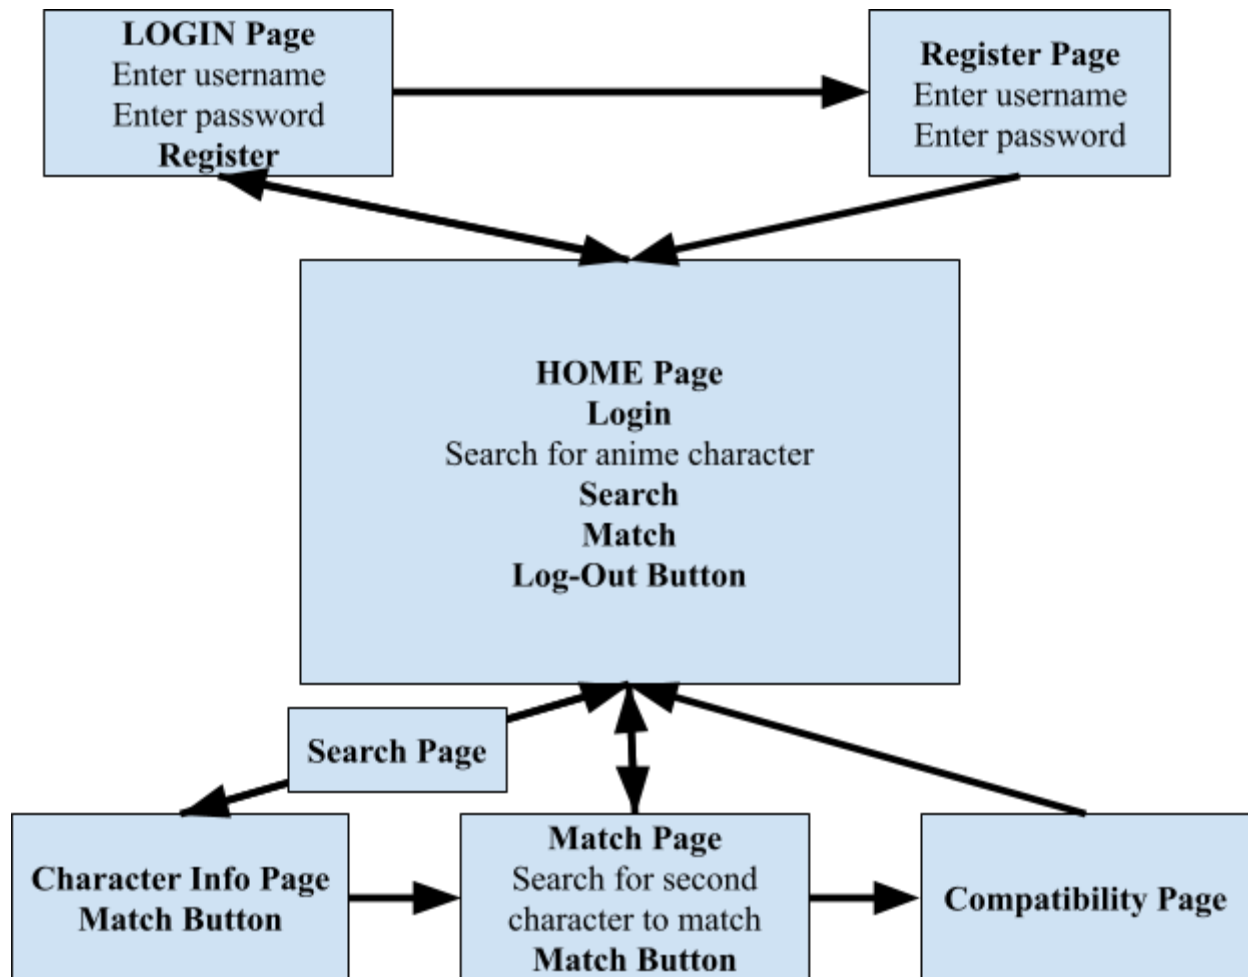 LOGIN Page
Enter username
Enter password
Register
Register Page
Enter username
Enter password
HOME Page
Login
Search for anime character
Search
Match
Log-Out Button
Search Page
Character Info Page
Match Button
Match Page
Search for second
character to match
Match Button
Compatibility Page